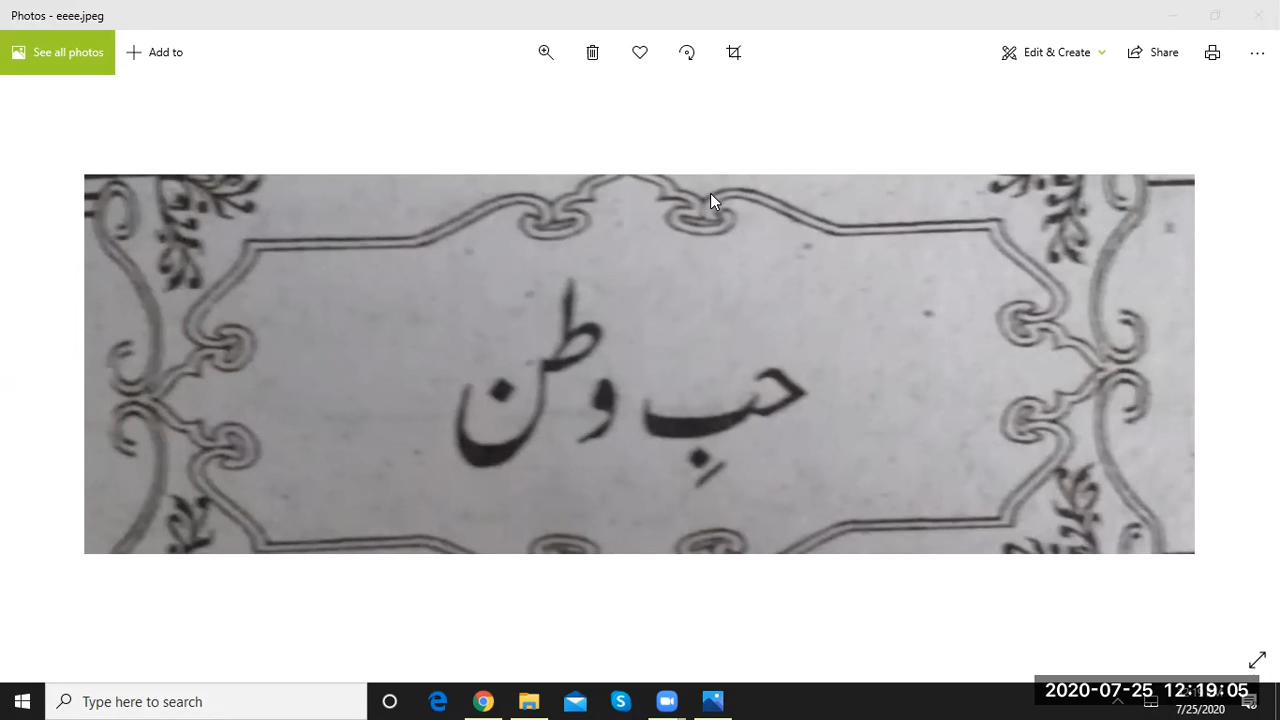 Photos - eeee.jpeg
See all photos
Add to
Edit & Create
Share
حبِ وطن
Type here to search
2020-07-25 12:19:05
7/25/2020